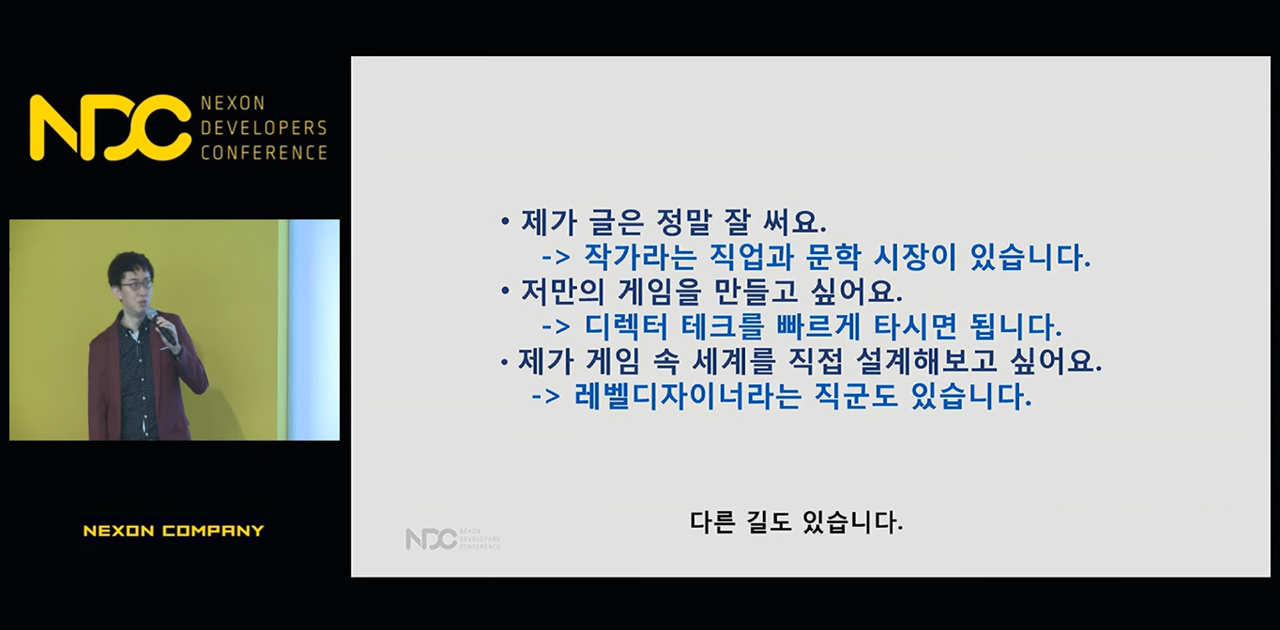 NDC
NEXON
DEVELOPERS
CONFERENCE
• 제가 글은 정말 잘 써요.
-> 작가라는 직업과 문학 시장이 있습니다.
• 저만의 게임을 만들고 싶어요.
-> 디렉터 테크를 빠르게 타시면 됩니다.
• 제가 게임 속 세계를 직접 설계해보고 싶어요.
-> 레벨디자이너라는 직군도 있습니다.
다른 길도 있습니다.
NDC
NEXON
DEVELOPERS
CONFERENCE
NEXON COMPANY